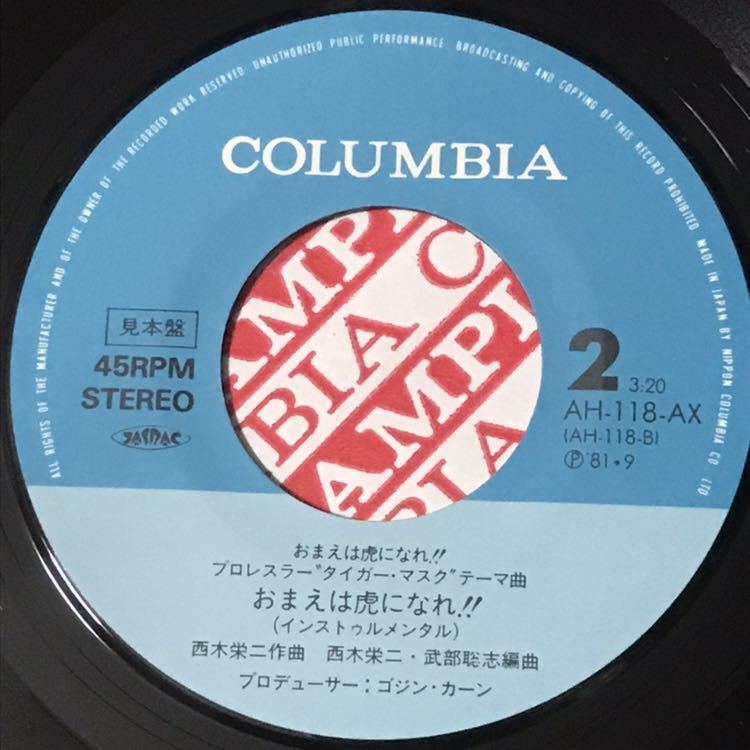 ALL RIGHTS OF THE MANUFACTURER AND OF THE OWNER OF THE RECORDED WORK RESERVED. UNAUTHORIZED PUBLIC PERFORMANCE. BROADCASTING AND COPYING OF THIS RECORD PROHIBITED MADE IN JAPAN BY NIPPON COLUMBIA CO. LTD
COLUMBIA
AMPI C
BIA AMPI
AMP IA
見本盤
45RPM
STEREO
JASRAC
2 3:20
AH-118-AX
(AH-118-B)
Ⓟ'81・9
おまえは虎になれ!!
プロレスラー"タイガー・マスク"テーマ曲
おまえは虎になれ!!
(インストゥルメンタル)
西木栄二作曲 西木栄二・武部聡志編曲
プロデューサー:ゴジン・カーン